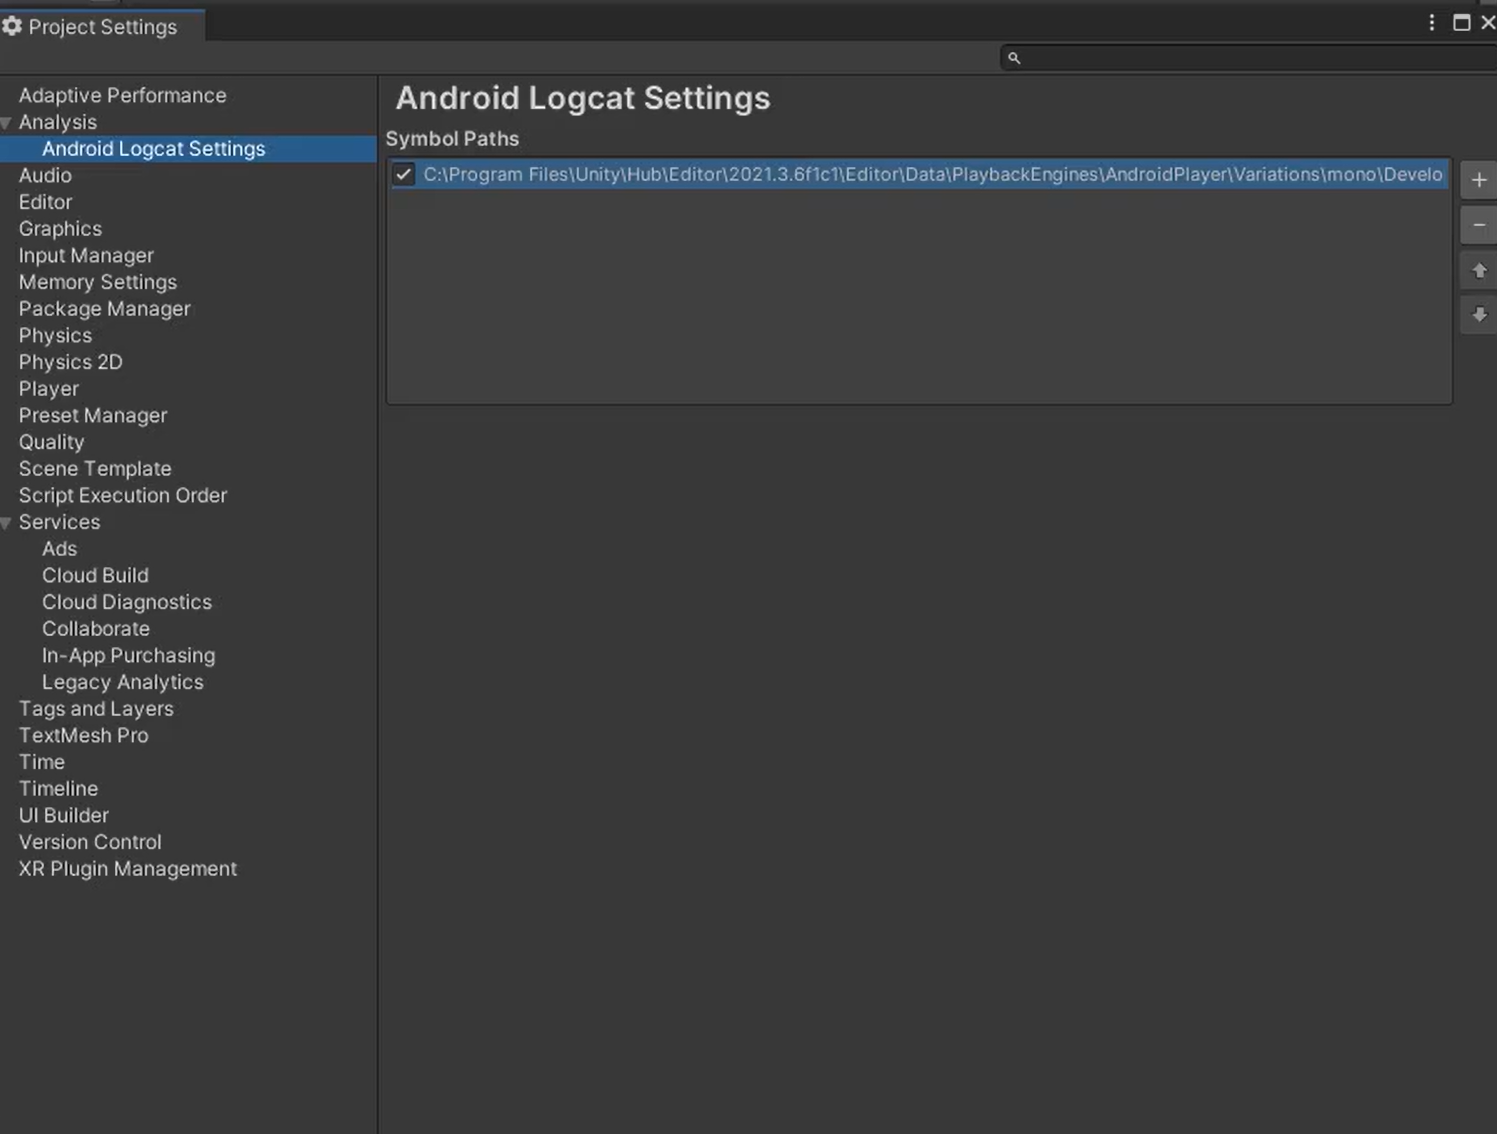 Project Settings
Adaptive Performance
Analysis
Android Logcat Settings
Audio
Editor
Graphics
Input Manager
Memory Settings
Package Manager
Physics
Physics 2D
Player
Preset Manager
Quality
Scene Template
Script Execution Order
Services
Ads
Cloud Build
Cloud Diagnostics
Collaborate
In-App Purchasing
Legacy Analytics
Tags and Layers
TextMesh Pro
Time
Timeline
UI Builder
Version Control
XR Plugin Management
Android Logcat Settings
Symbol Paths
C:\Program Files\Unity\Hub\Editor\2021.3.6f1c1\Editor\Data\PlaybackEngines\AndroidPlayer\Variations\mono\Develo